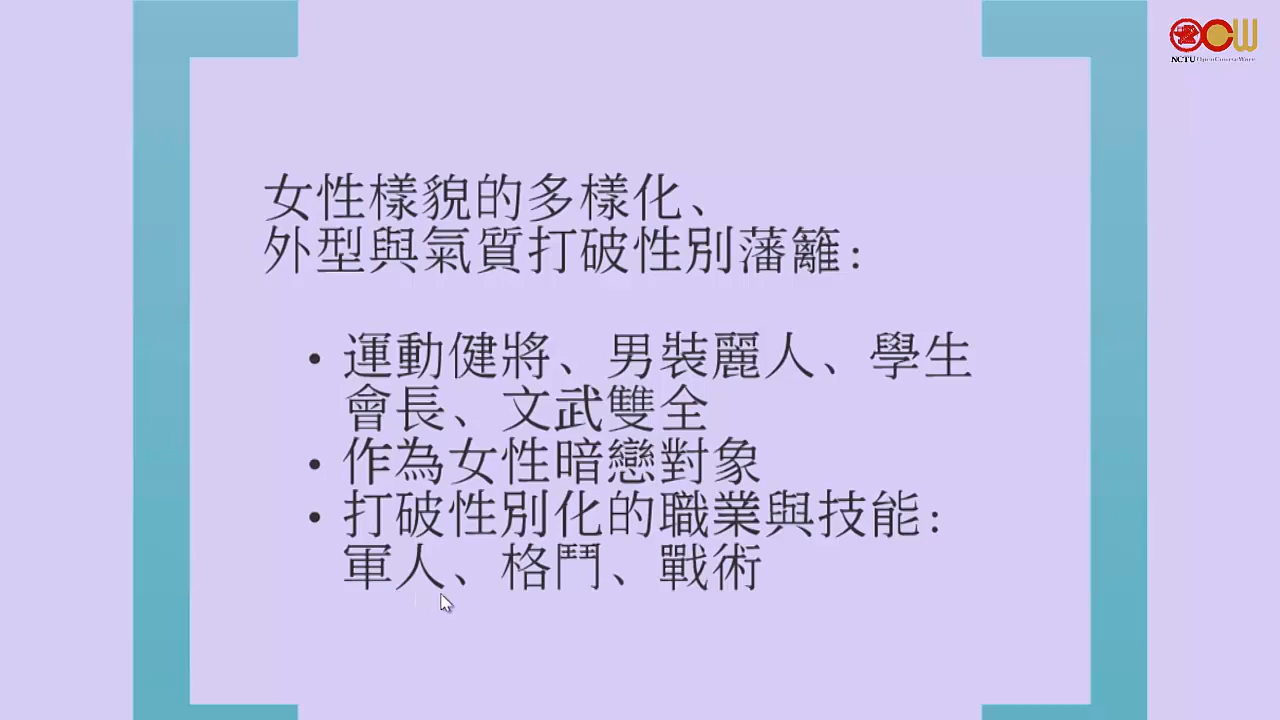 NCTU OpenCourseWare
女性樣貌的多樣化、
外型與氣質打破性別藩籬：
• 運動健將、男裝麗人、學生
會長、文武雙全
• 作為女性暗戀對象
• 打破性別化的職業與技能：
軍人、格鬥、戰術